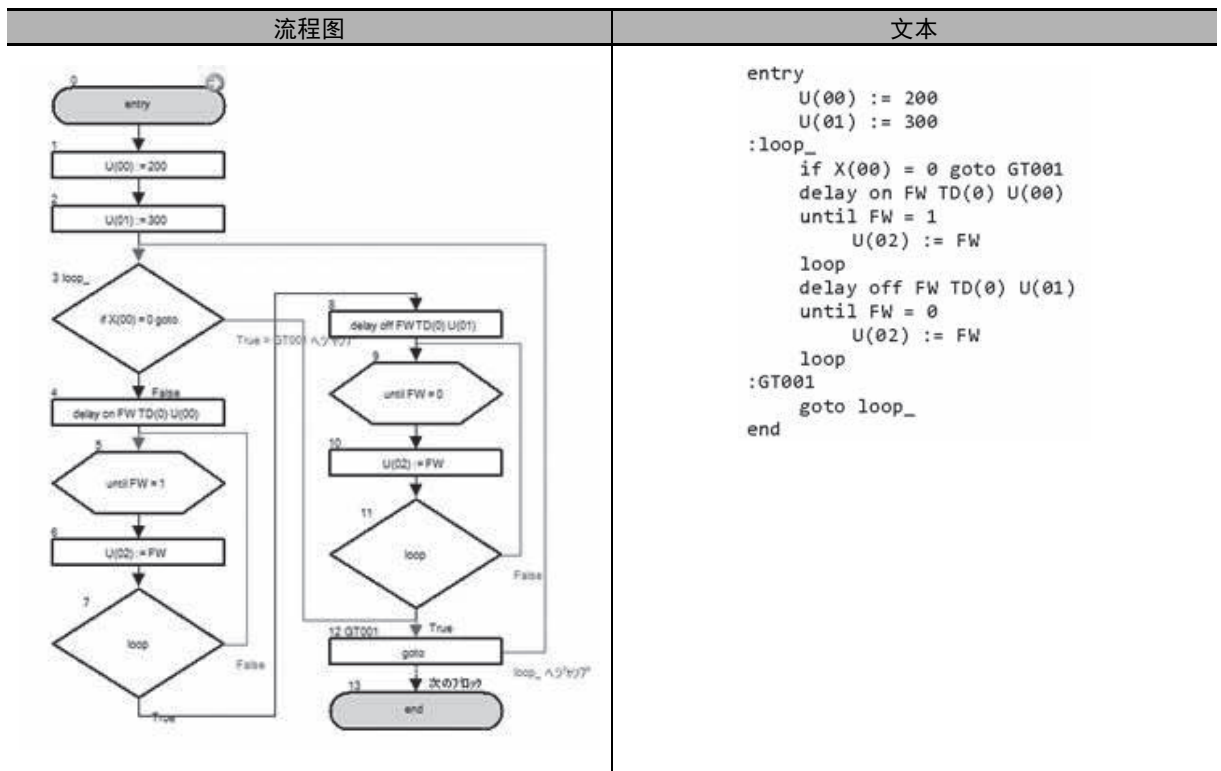 流程图
文本
0
entry
1
U(00) := 200
2
U(01) := 300
3 loop_
if X(00) = 0 goto
True > GT001 へジャンプ
False
4
delay on FW TD(0) U(00)
5
until FW = 1
6
U(02) := FW
7
loop
False
True
8
delay off FW TD(0) U(01)
9
until FW = 0
10
U(02) := FW
11
loop
False
True
12 GT001
goto
loop_ へジャンプ
次のブロック
13
end
entry
U(00) := 200
U(01) := 300
:loop_
if X(00) = 0 goto GT001
delay on FW TD(0) U(00)
until FW = 1
U(02) := FW
loop
delay off FW TD(0) U(01)
until FW = 0
U(02) := FW
loop
:GT001
goto loop_
end